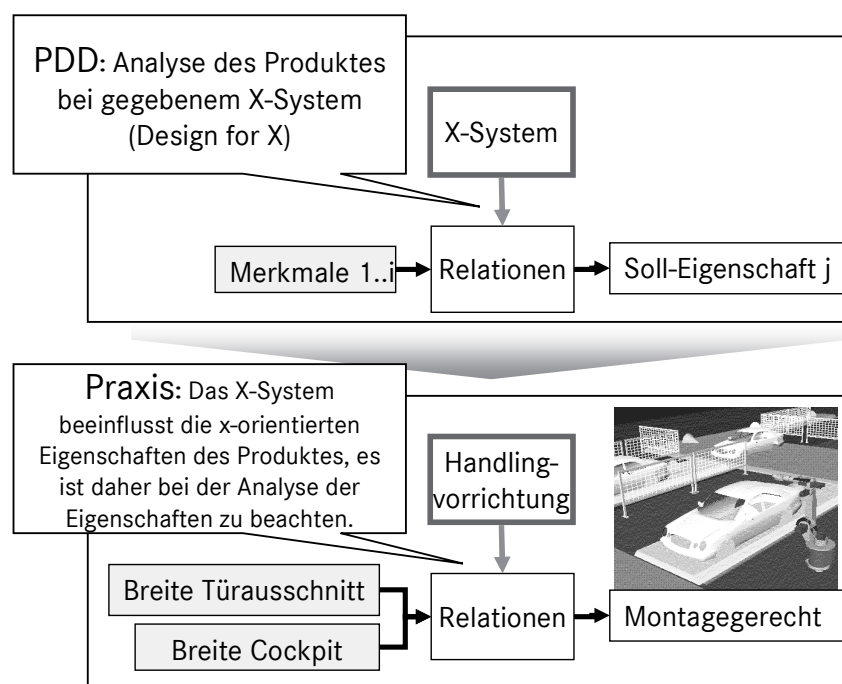 PDD: Analyse des Produktes
bei gegebenem X-System
(Design for X)
X-System
Merkmale 1..i
Relationen
Soll-Eigenschaft j
Praxis: Das X-System
beeinflusst die x-orientierten
Eigenschaften des Produktes, es
ist daher bei der Analyse der
Eigenschaften zu beachten.
Handling-
vorrichtung
Breite Türausschnitt
Breite Cockpit
Relationen
Montagegerecht